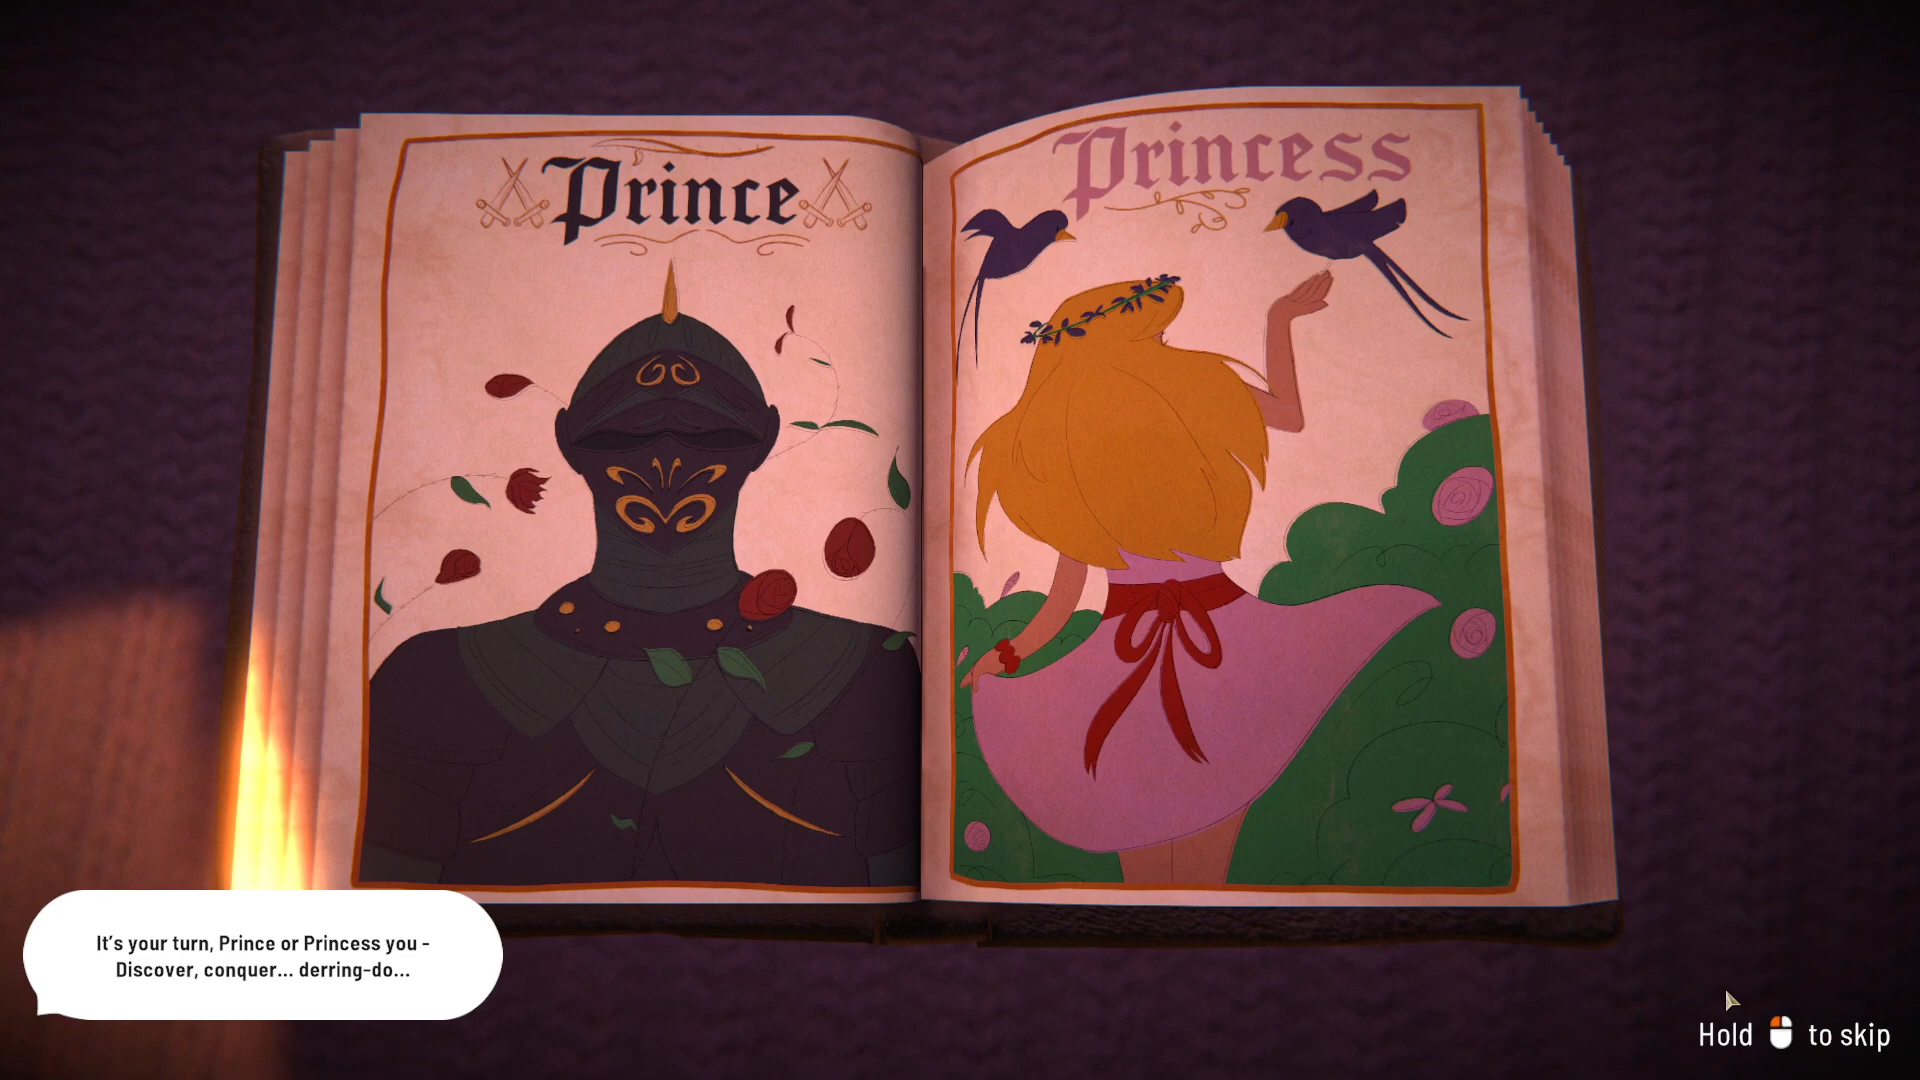 Prince
Princess
It's your turn, Prince or Princess you -
Discover, conquer... derring-do...
Hold to skip